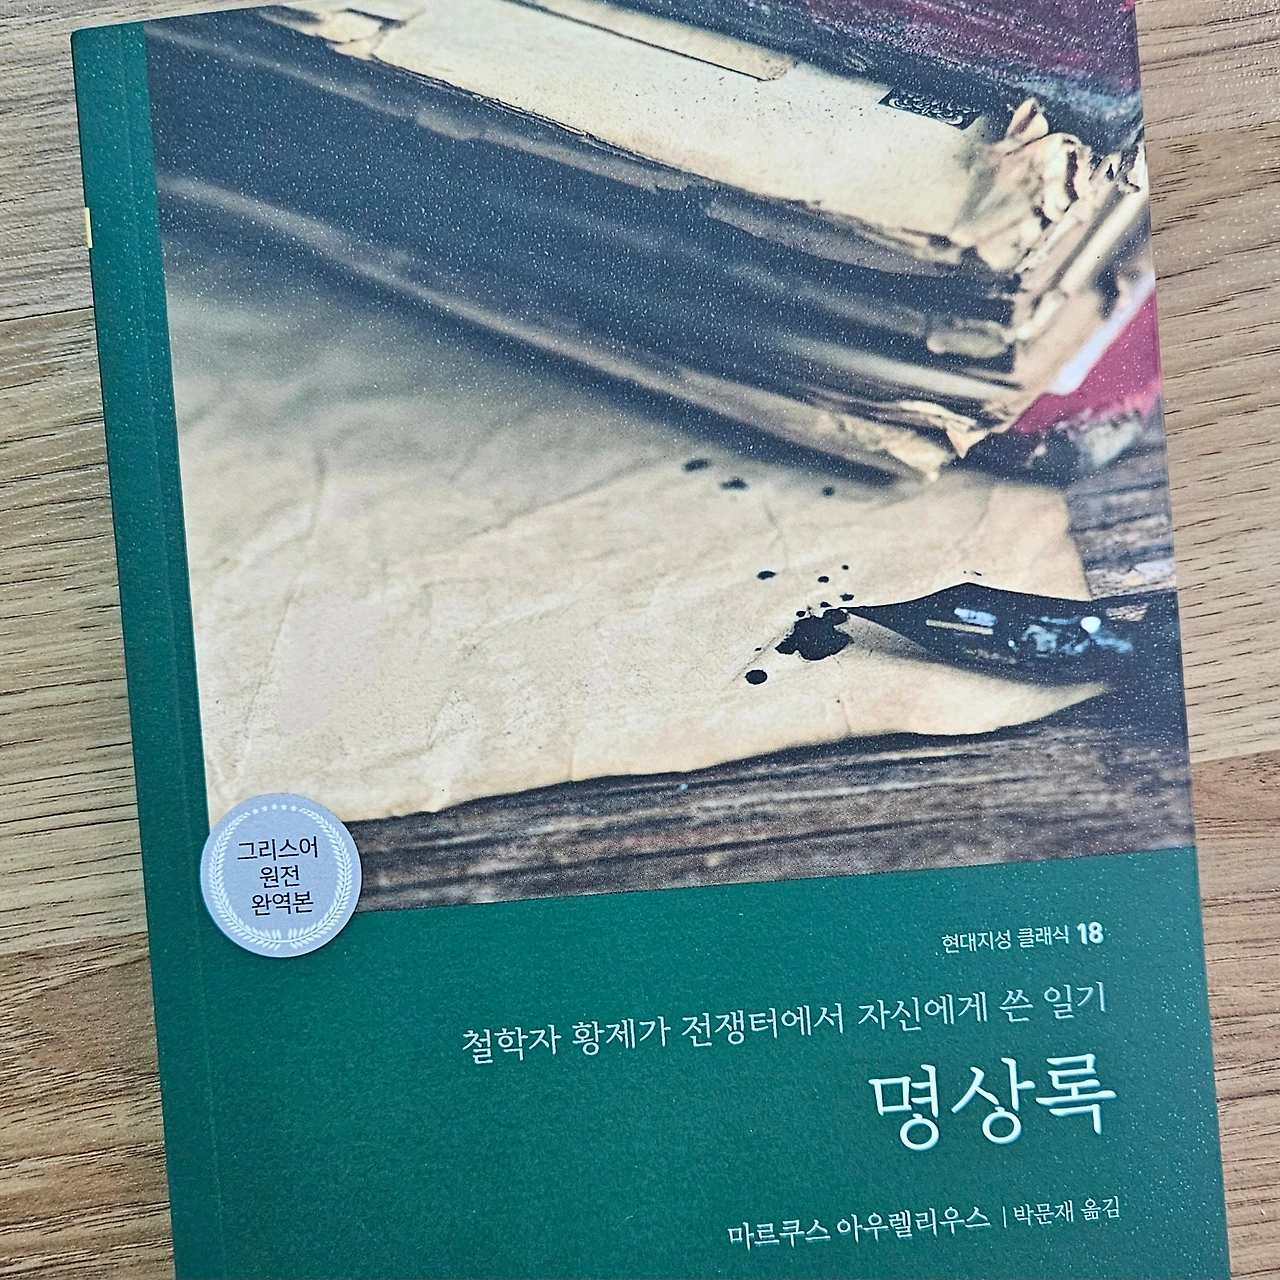 그리스어
원전
완역본
현대지성 클래식 18
철학자 황제가 전쟁터에서 자신에게 쓴 일기
명상록
마르쿠스 아우렐리우스 | 박문재 옮김